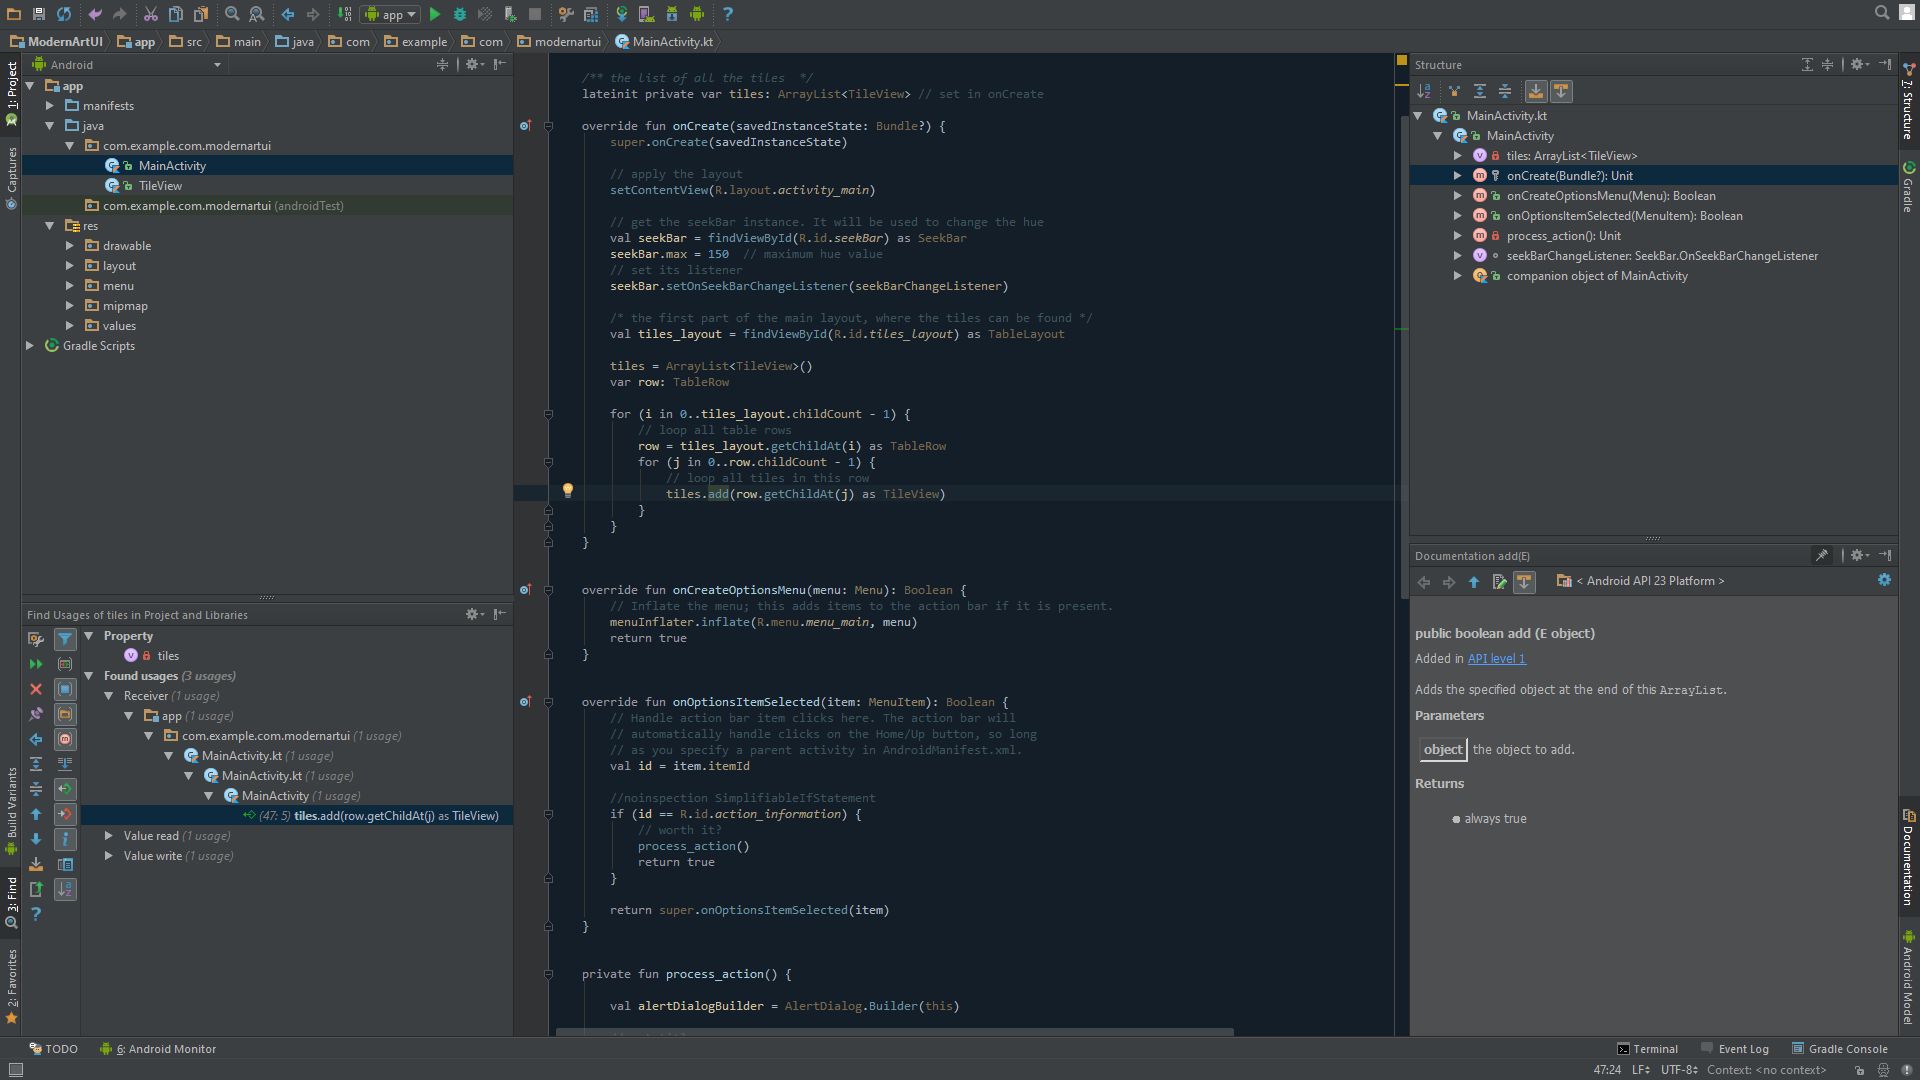 app
ModernArtUI
app
src
main
java
com
example
com
modernartui
MainActivity.kt
1: Project
Captures
Build Variants
3: Find
2: Favorites
Android
app
manifests
java
com.example.com.modernartui
MainActivity
TileView
com.example.com.modernartui (androidTest)
res
drawable
layout
menu
mipmap
values
Gradle Scripts
Find Usages of tiles in Project and Libraries
Property
tiles
Found usages (3 usages)
Receiver (1 usage)
app (1 usage)
com.example.com.modernartui (1 usage)
MainActivity.kt (1 usage)
MainActivity.kt (1 usage)
MainActivity (1 usage)
(47: 5) tiles.add(row.getChildAt(j) as TileView)
Value read (1 usage)
Value write (1 usage)
/** the list of all the tiles  */
lateinit private var tiles: ArrayList<TileView> // set in onCreate
override fun onCreate(savedInstanceState: Bundle?) {
super.onCreate(savedInstanceState)
// apply the layout
setContentView(R.layout.activity_main)
// get the seekBar instance. It will be used to change the hue
val seekBar = findViewById(R.id.seekBar) as SeekBar
seekBar.max = 150  // maximum hue value
// set its listener
seekBar.setOnSeekBarChangeListener(seekBarChangeListener)
/* the first part of the main layout, where the tiles can be found */
val tiles_layout = findViewById(R.id.tiles_layout) as TableLayout
tiles = ArrayList<TileView>()
var row: TableRow
for (i in 0..tiles_layout.childCount - 1) {
// loop all table rows
row = tiles_layout.getChildAt(i) as TableRow
for (j in 0..row.childCount - 1) {
// loop all tiles in this row
tiles.add(row.getChildAt(j) as TileView)
}
}
}
override fun onCreateOptionsMenu(menu: Menu): Boolean {
// Inflate the menu; this adds items to the action bar if it is present.
menuInflater.inflate(R.menu.menu_main, menu)
return true
}
override fun onOptionsItemSelected(item: MenuItem): Boolean {
// Handle action bar item clicks here. The action bar will
// automatically handle clicks on the Home/Up button, so long
// as you specify a parent activity in AndroidManifest.xml.
val id = item.itemId
//noinspection SimplifiableIfStatement
if (id == R.id.action_information) {
// worth it?
process_action()
return true
}
return super.onOptionsItemSelected(item)
}
private fun process_action() {
val alertDialogBuilder = AlertDialog.Builder(this)
Structure
MainActivity.kt
MainActivity
tiles: ArrayList<TileView>
onCreate(Bundle?): Unit
onCreateOptionsMenu(Menu): Boolean
onOptionsItemSelected(MenuItem): Boolean
process_action(): Unit
seekBarChangeListener: SeekBar.OnSeekBarChangeListener
companion object of MainActivity
Documentation add(E)
< Android API 23 Platform >
public boolean add (E object)
Added in API level 1
Adds the specified object at the end of this ArrayList.
Parameters
object the object to add.
Returns
always true
7: Structure
Gradle
Documentation
Android Model
TODO
6: Android Monitor
Terminal
Event Log
Gradle Console
47:24 LF UTF-8 Context: <no context>